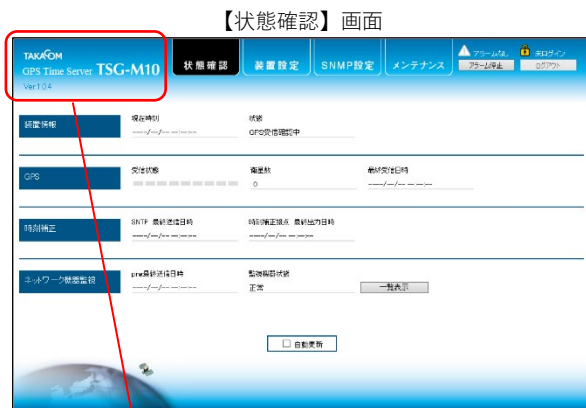 【状態確認】画面
TAKACOM
GPS Time Server TSG-M10
Ver1.04
状態確認
装置設定
SNMP設定
メンテナンス
アラームなし
アラーム停止
未ログイン
ログアウト
装置情報
現在時刻
----/--/-- --:--:--
状態
GPS受信確認中
GPS
受信状態
衛星数
0
最終受信日時
----/--/-- --:--:--
時刻補正
SNTP 最終送信日時
----/--/-- --:--:--
時刻補正接点 最終出力日時
----/--/-- --:--:--
ネットワーク機器監視
ping最終送信日時
----/--/-- --:--:--
監視機器状態
正常
一覧表示
自動更新